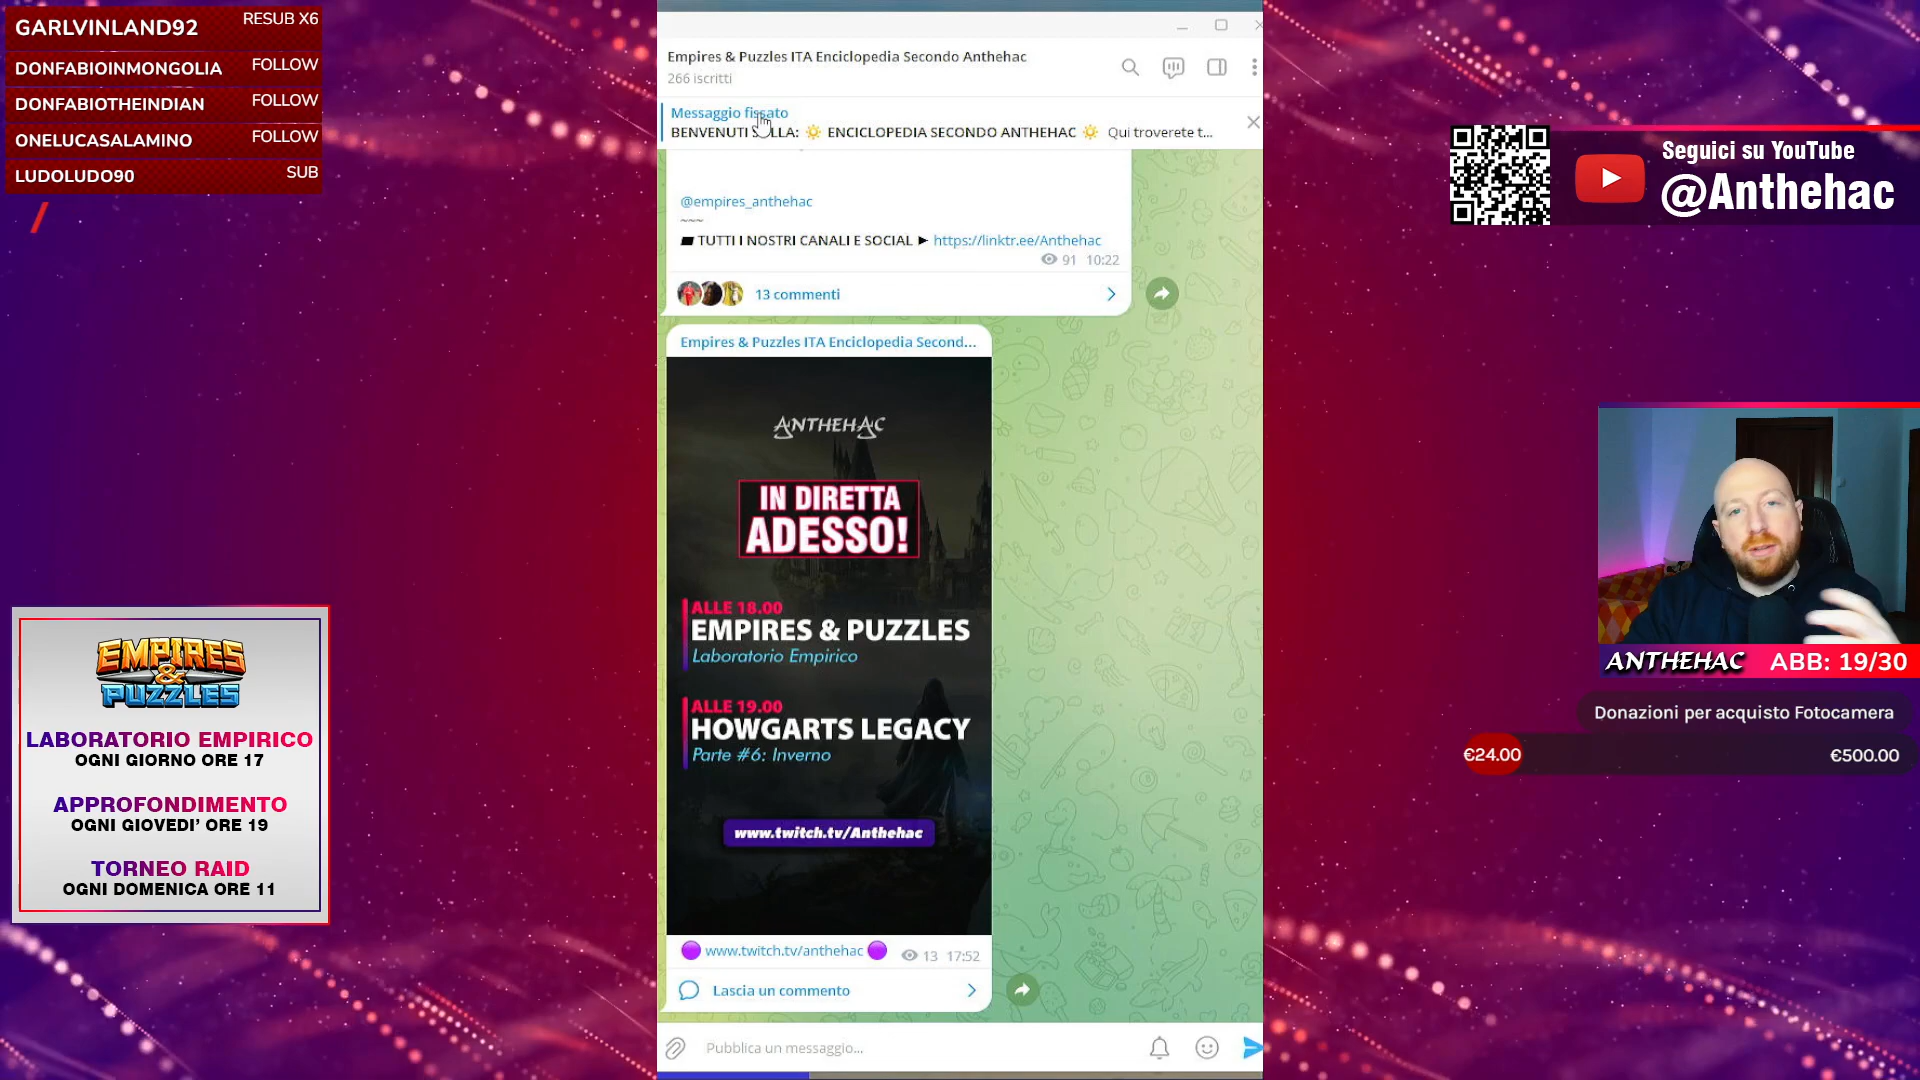 GARLVINLAND92 RESUB X6
DONFABIOINMONGOLIA FOLLOW
DONFABIOTHEINDIAN FOLLOW
ONELUCASALAMINO FOLLOW
LUDOLUDO90 SUB
EMPIRES
&
PUZZLES
LABORATORIO EMPIRICO
OGNI GIORNO ORE 17
APPROFONDIMENTO
OGNI GIOVEDI' ORE 19
TORNEO RAID
OGNI DOMENICA ORE 11
Empires & Puzzles ITA Enciclopedia Secondo Anthehac
266 iscritti
Messaggio fissato
BENVENUTI LLA: ☀️ ENCICLOPEDIA SECONDO ANTHEHAC ☀️ Qui troverete t...
@empires_anthehac
~~~
TUTTI I NOSTRI CANALI E SOCIAL ► https://linktr.ee/Anthehac
91 10:22
13 commenti
Empires & Puzzles ITA Enciclopedia Second...
ANTHEHAC
IN DIRETTA
ADESSO!
ALLE 18.00
EMPIRES & PUZZLES
Laboratorio Empirico
ALLE 19.00
HOWGARTS LEGACY
Parte #6: Inverno
www.twitch.tv/Anthehac
🟣 www.twitch.tv/anthehac 🟣 13 17:52
Lascia un commento
Pubblica un messaggio...
Seguici su YouTube
@Anthehac
ANTHEHAC ABB: 19/30
Donazioni per acquisto Fotocamera
€24.00 €500.00